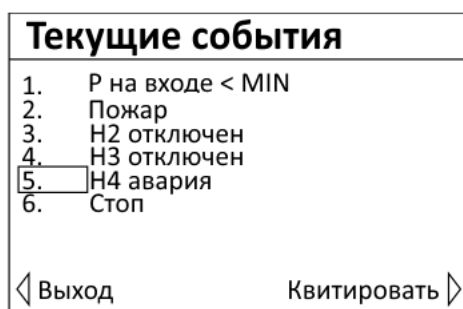 Текущие события
1. Р на входе < MIN
2. Пожар
3. Н2 отключен
4. Н3 отключен
5. Н4 авария
6. Стоп
Выход Квитировать